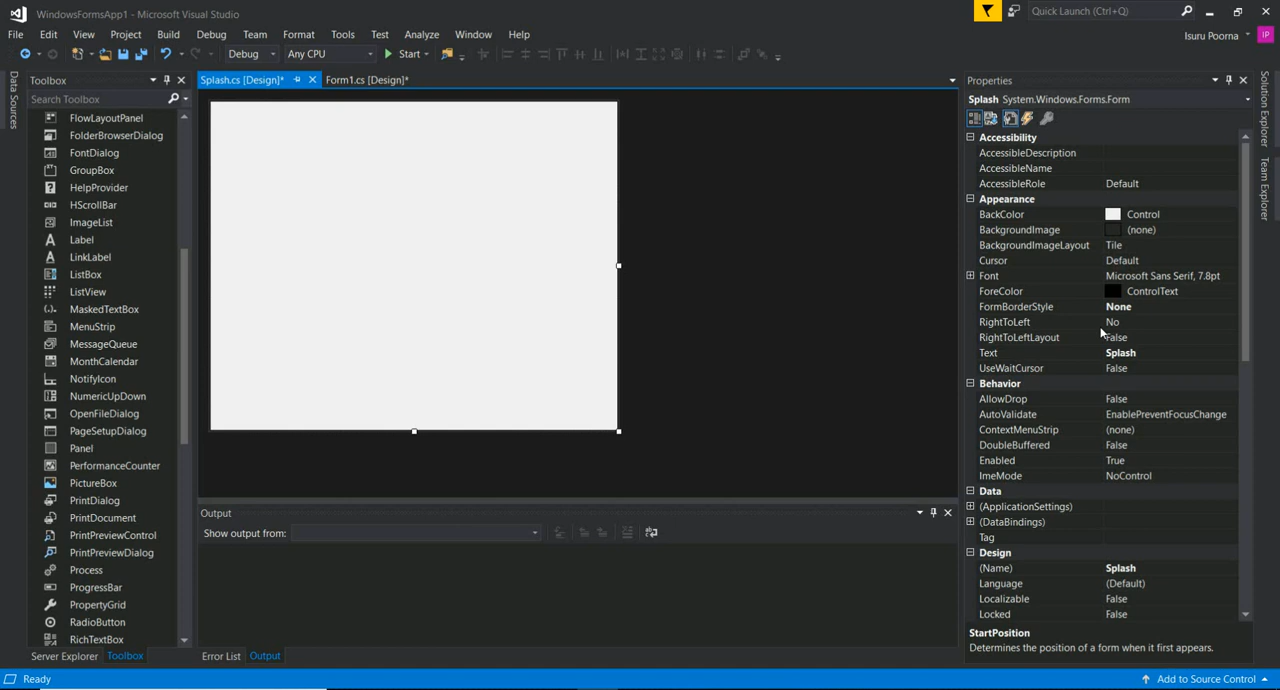 WindowsFormsApp1 - Microsoft Visual Studio
Quick Launch (Ctrl+Q)
File Edit View Project Build Debug Team Format Tools Test Analyze Window Help
Isuru Poorna
IP
Debug
Any CPU
Start
Data Sources
Toolbox
Search Toolbox
FlowLayoutPanel
FolderBrowserDialog
FontDialog
GroupBox
HelpProvider
HScrollBar
ImageList
Label
LinkLabel
ListBox
ListView
MaskedTextBox
MenuStrip
MessageQueue
MonthCalendar
NotifyIcon
NumericUpDown
OpenFileDialog
PageSetupDialog
Panel
PerformanceCounter
PictureBox
PrintDialog
PrintDocument
PrintPreviewControl
PrintPreviewDialog
Process
ProgressBar
PropertyGrid
RadioButton
RichTextBox
Server Explorer Toolbox
Splash.cs [Design]* Form1.cs [Design]*
Output
Show output from:
Error List Output
Properties
Splash System.Windows.Forms.Form
Accessibility
AccessibleDescription
AccessibleName
AccessibleRole Default
Appearance
BackColor Control
BackgroundImage (none)
BackgroundImageLayout Tile
Cursor Default
Font Microsoft Sans Serif, 7.8pt
ForeColor ControlText
FormBorderStyle None
RightToLeft No
RightToLeftLayout False
Text Splash
UseWaitCursor False
Behavior
AllowDrop False
AutoValidate EnablePreventFocusChange
ContextMenuStrip (none)
DoubleBuffered False
Enabled True
ImeMode NoControl
Data
(ApplicationSettings)
(DataBindings)
Tag
Design
(Name) Splash
Language (Default)
Localizable False
Locked False
StartPosition
Determines the position of a form when it first appears.
Solution Explorer
Team Explorer
Ready
Add to Source Control